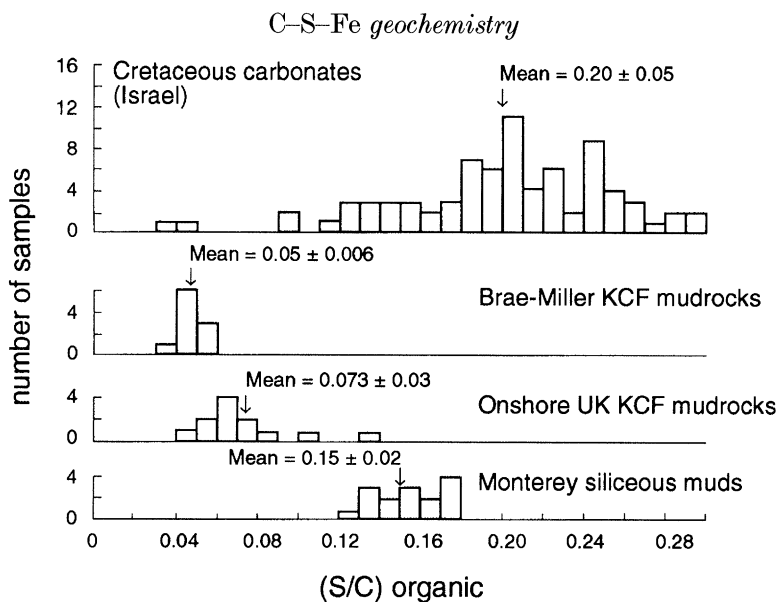 C–S–Fe geochemistry
16
12
8
4
0
Cretaceous carbonates
(Israel)
Mean = 0.20 ± 0.05
number of samples
Mean = 0.05 ± 0.006
4
0
Brae-Miller KCF mudrocks
Mean = 0.073 ± 0.03
4
0
Onshore UK KCF mudrocks
Mean = 0.15 ± 0.02
4
0
Monterey siliceous muds
0 0.04 0.08 0.12 0.16 0.20 0.24 0.28
(S/C) organic